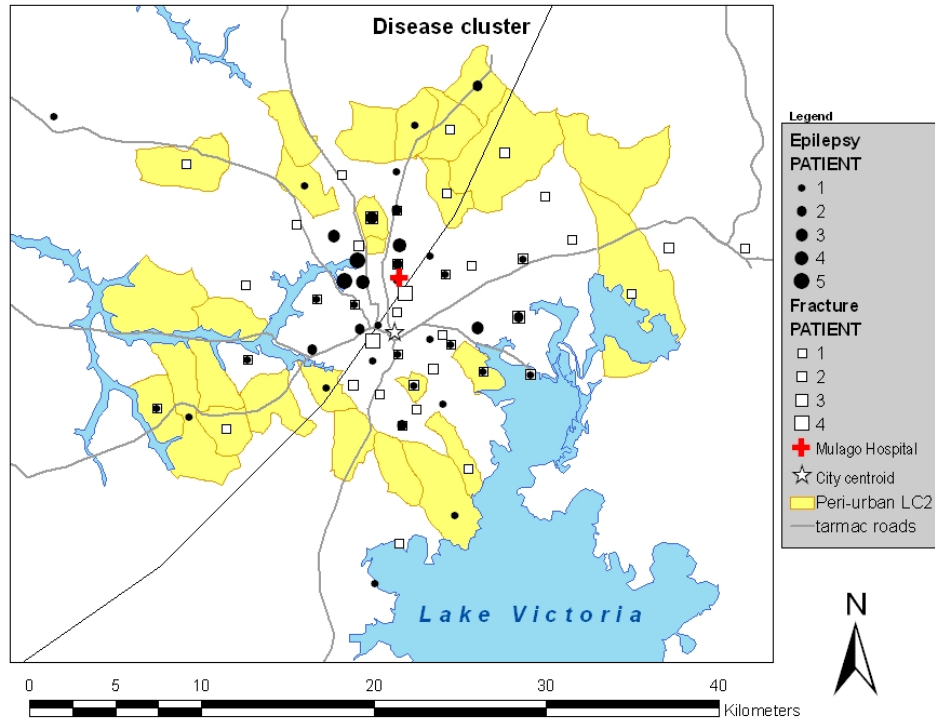 Disease cluster
Legend
Epilepsy
PATIENT
1
2
3
4
5
Fracture
PATIENT
1
2
3
4
Mulago Hospital
City centroid
Peri-urban LC2
tarmac roads
Lake Victoria
N
0 5 10 20 30 40
Kilometers